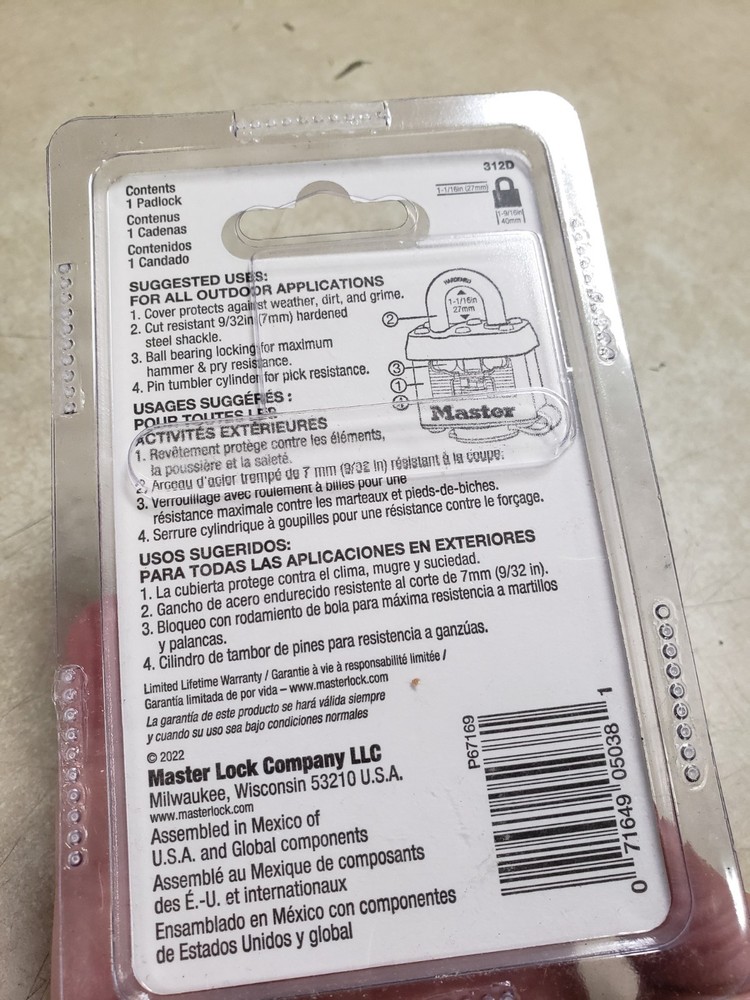 312D
Contents
1 Padlock
Contenus
1 Cadenas
Contenidos
1 Candado
1-1/16in (27mm)
1-9/16in
40mm
SUGGESTED USES:
FOR ALL OUTDOOR APPLICATIONS
1. Cover protects against weather, dirt, and grime.
2. Cut resistant 9/32in (7mm) hardened
steel shackle.
3. Ball bearing locking for maximum
hammer & pry resistance.
4. Pin tumbler cylinder for pick resistance.
HARDENED
1-1/16in
27mm
2
3
1
4
Master
USAGES SUGGÉRÉS :
POUR TOUTES LES
ACTIVITÉS EXTÉRIEURES
1. Revêtement protège contre les éléments,
la poussière et la saleté.
2. Arceau d'acier trempé de 7 mm (9/32 in) résistant à la coupe.
3. Verrouillage avec roulement à billes pour une
résistance maximale contre les marteaux et pieds-de-biches.
4. Serrure cylindrique à goupilles pour une résistance contre le forçage.
USOS SUGERIDOS:
PARA TODAS LAS APLICACIONES EN EXTERIORES
1. La cubierta protege contra el clima, mugre y suciedad.
2. Gancho de acero endurecido resistente al corte de 7mm (9/32 in).
3. Bloqueo con rodamiento de bola para máxima resistencia a martillos
y palancas.
4. Cilindro de tambor de pines para resistencia a ganzúas.
Limited Lifetime Warranty / Garantie à vie à responsabilité limitée /
Garantía limitada de por vida – www.masterlock.com
La garantía de este producto se hará válida siempre
y cuando su uso sea bajo condiciones normales
© 2022
Master Lock Company LLC
Milwaukee, Wisconsin 53210 U.S.A.
www.masterlock.com
Assembled in Mexico of
U.S.A. and Global components
Assemblé au Mexique de composants
des É.-U. et internationaux
Ensamblado en México con componentes
de Estados Unidos y global
P67169
0 71649 05038 1